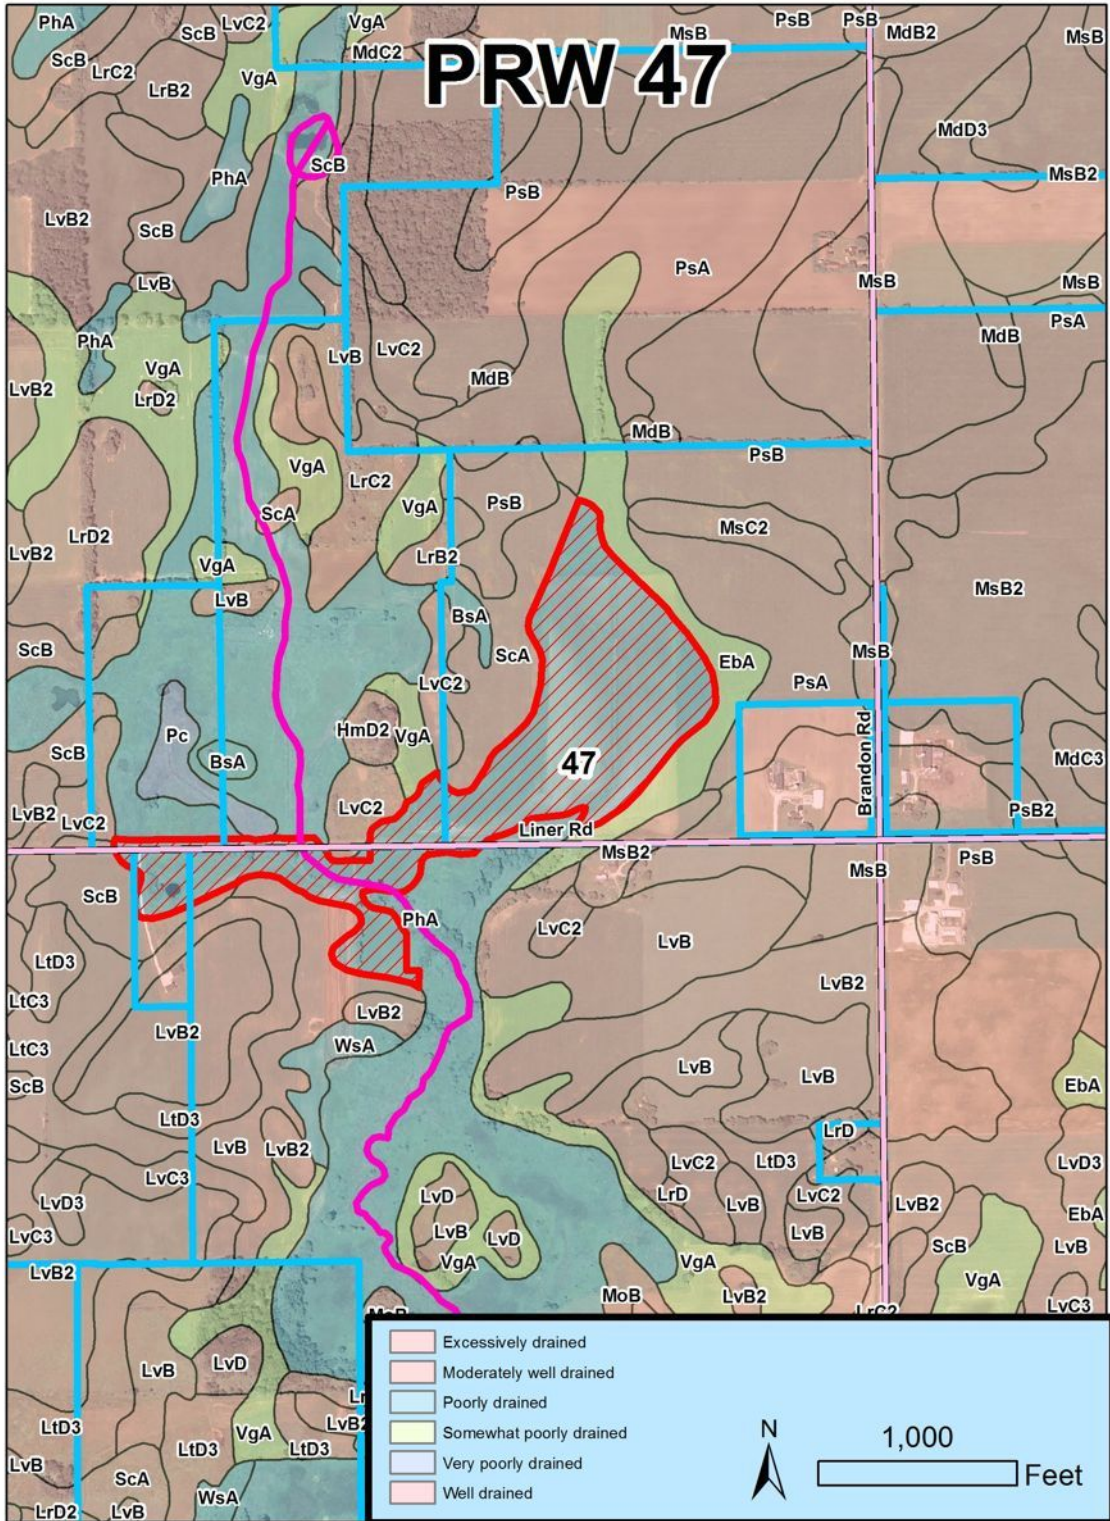 PRW 47
PhA
ScB
LvC2
VgA
MsB
PsB
PsB
MdB2
MsB
ScB
LrC2
MdC2
LrB2
VgA
MdD3
PhA
ScB
PsB
MsB2
LvB2
ScB
LvB
PsA
MsB
MsB
PsA
PhA
LvB
LvC2
MdB
VgA
LvB2
LrD2
MdB
MdB
PsB
VgA
LrC2
VgA
PsB
ScA
MsC2
LrD2
LvB2
VgA
LrB2
LvB
MsB2
BsA
ScB
ScA
MsB
EbA
LvC2
PsA
HmD2
VgA
Pc
ScB
BsA
47
Brandon Rd
MdC3
LvB2
LvC2
LvC2
PsB2
Liner Rd
MsB2
PsB
MsB
ScB
PhA
LvC2
LvB
LtD3
LvB2
LtC3
LvB2
LvB2
WsA
LtC3
ScB
LvB
LvB
EbA
LtD3
LrD
LvB
LvB2
LvC2
LtD3
LvD3
LvC3
LvD3
LvD
LrD
LvB
LvC2
LvB2
EbA
LvC3
LvB
LvD
LvB
ScB
LvB
VgA
VgA
VgA
LvB2
MoB
LvB2
LrC2
LvC3
MoB
LvD
LvB
LvB2
LtD3
VgA
LtD3
LtD3
LvB
ScA
WsA
LrD2
LvB
Excessively drained
Moderately well drained
Poorly drained
Somewhat poorly drained
Very poorly drained
Well drained
N
1,000
Feet